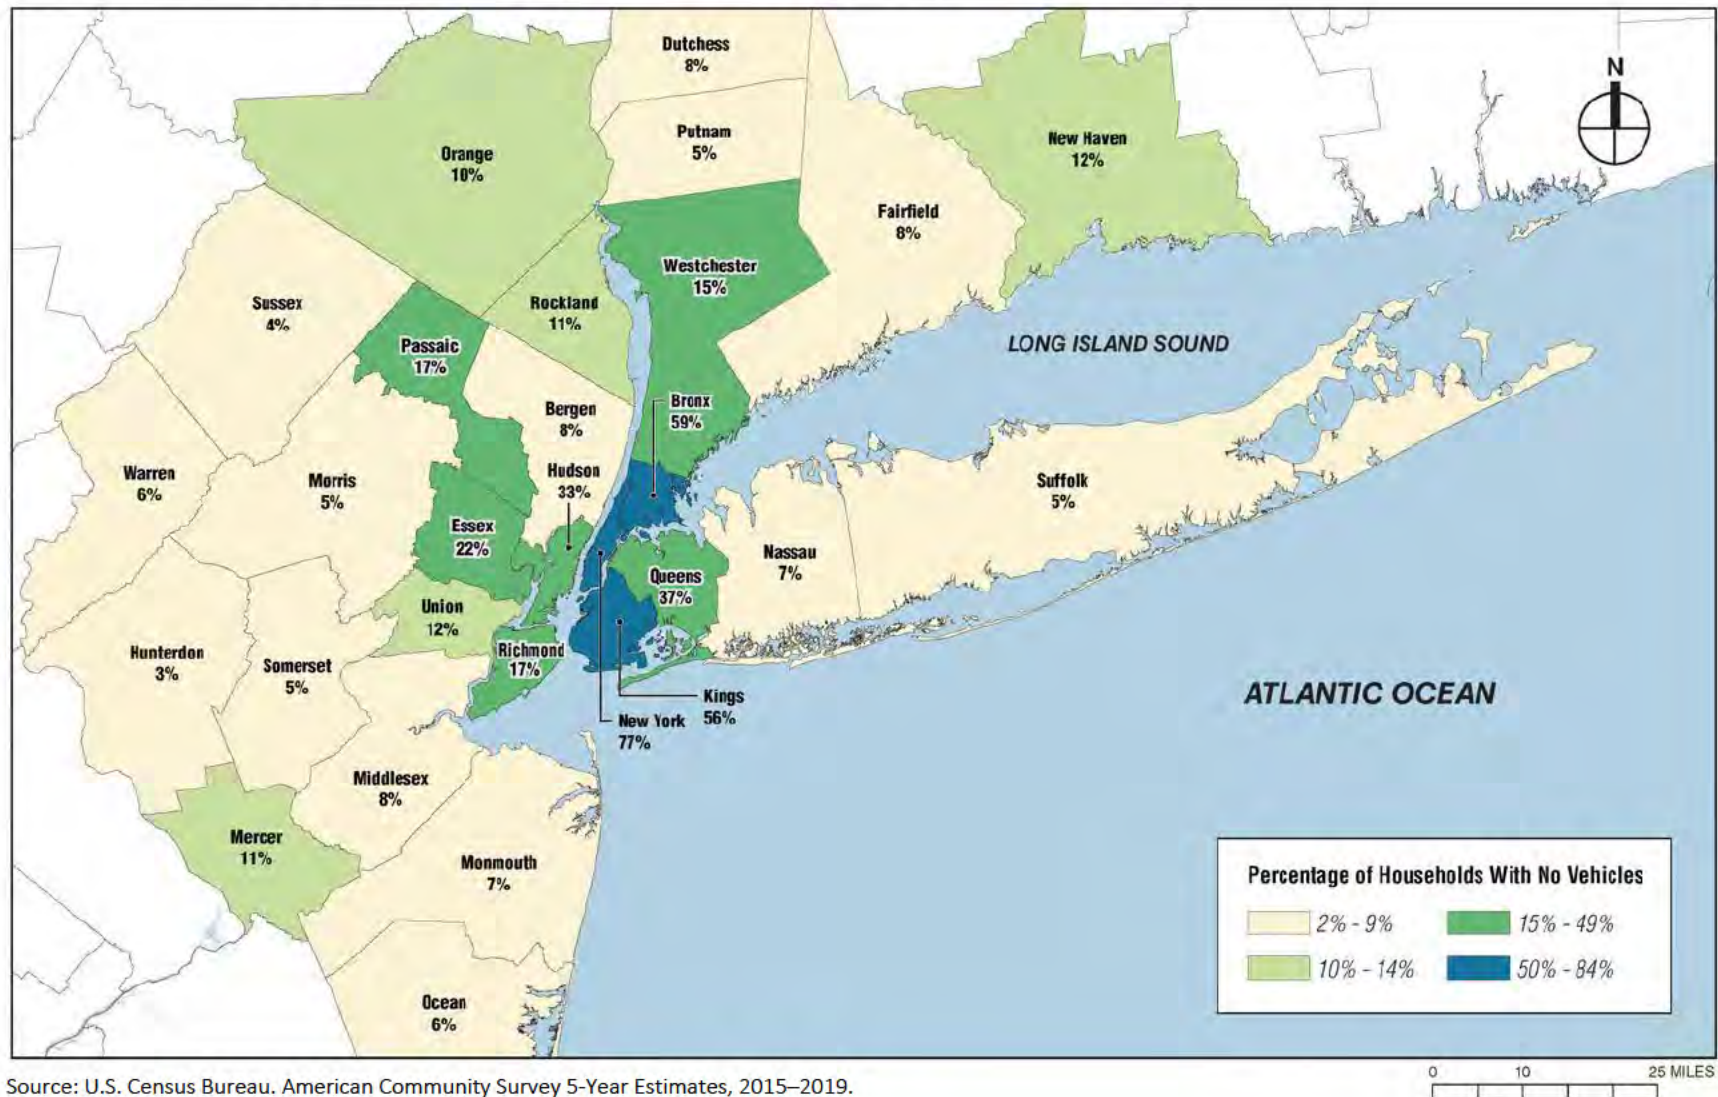 Dutchess
8%
Putnam
5%
Orange
10%
New Haven
12%
N
Fairfield
8%
Westchester
15%
Sussex
4%
Rockland
11%
Passaic
17%
LONG ISLAND SOUND
Bergen
8%
Bronx
59%
Warren
6%
Morris
5%
Hudson
33%
Suffolk
5%
Essex
22%
Nassau
7%
Queens
37%
Union
12%
Hunterdon
3%
Somerset
5%
Richmond
17%
Kings
56%
New York
77%
ATLANTIC OCEAN
Middlesex
8%
Mercer
11%
Monmouth
7%
Ocean
6%
Percentage of Households With No Vehicles
2% - 9%
15% - 49%
10% - 14%
50% - 84%
0 10 25 MILES
Source: U.S. Census Bureau. American Community Survey 5-Year Estimates, 2015–2019.